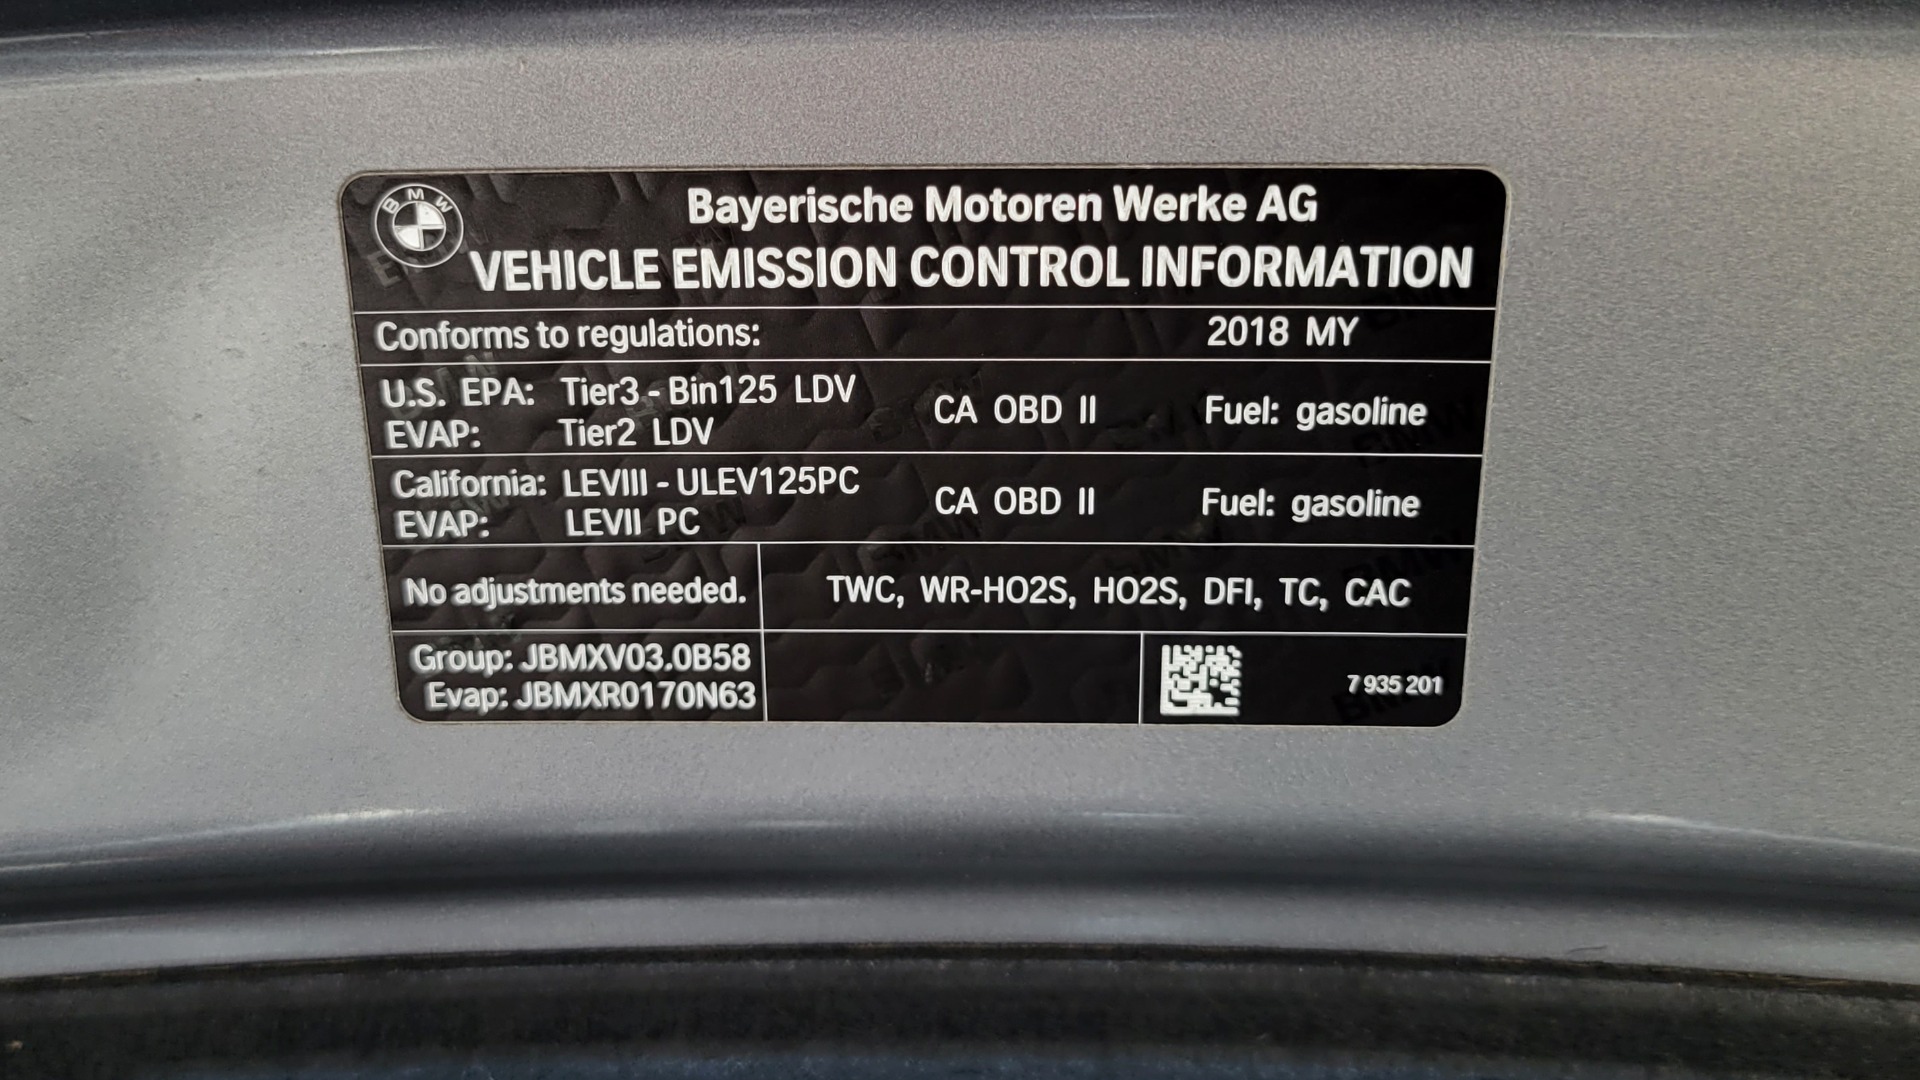 BMW
Bayerische Motoren Werke AG
VEHICLE EMISSION CONTROL INFORMATION
Conforms to regulations: 2018 MY
U.S. EPA: Tier3 - Bin125 LDV
EVAP: Tier2 LDV
CA OBD II Fuel: gasoline
California: LEVIII - ULEV125PC
EVAP: LEVII PC
CA OBD II Fuel: gasoline
No adjustments needed. TWC, WR-HO2S, HO2S, DFI, TC, CAC
Group: JBMXV03.0B58
Evap: JBMXR0170N63
7 935 201